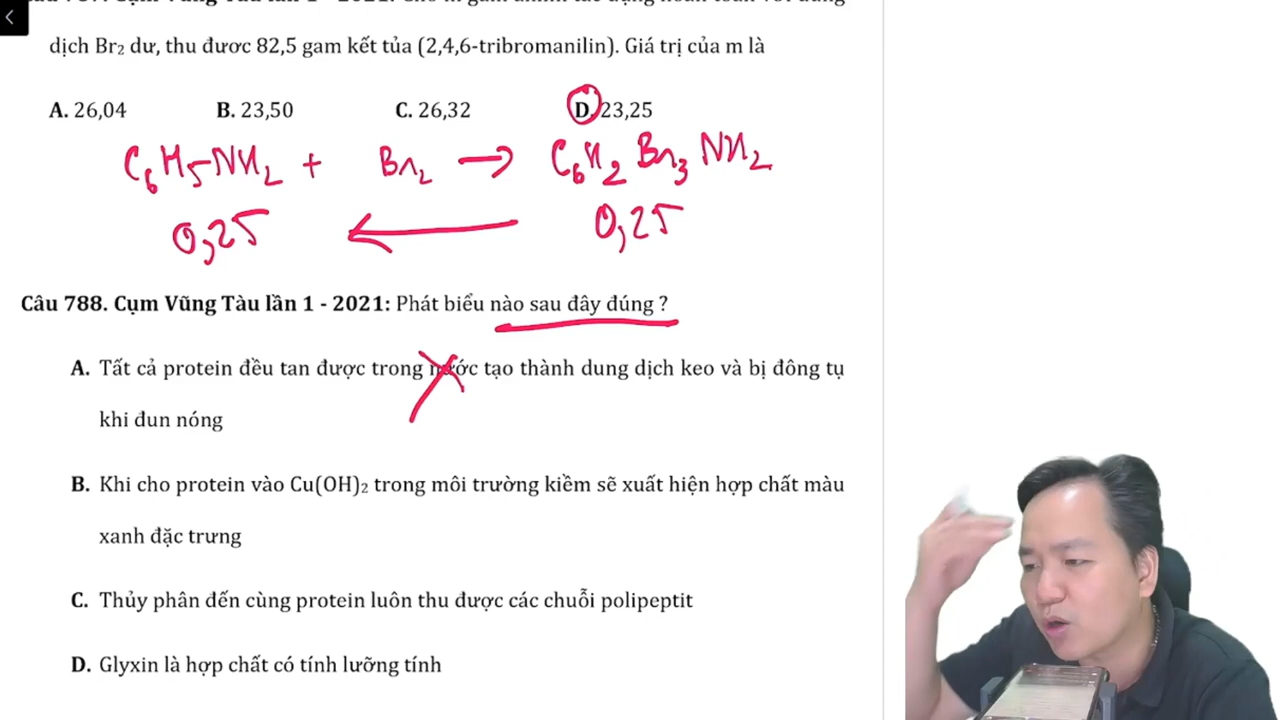 dịch Br₂ dư, thu được 82,5 gam kết tủa (2,4,6-tribromanilin). Giá trị của m là
A. 26,04 B. 23,50 C. 26,32 D. 23,25
C₆H₅-NH₂ + Br₂ → C₆H₂Br₃NH₂
0,25 ← 0,25
Câu 788. Cụm Vũng Tàu lần 1 - 2021: Phát biểu nào sau đây đúng ?
A. Tất cả protein đều tan được trong nước tạo thành dung dịch keo và bị đông tụ
khi đun nóng
B. Khi cho protein vào Cu(OH)₂ trong môi trường kiềm sẽ xuất hiện hợp chất màu
xanh đặc trưng
C. Thủy phân đến cùng protein luôn thu được các chuỗi polipeptit
D. Glyxin là hợp chất có tính lưỡng tính